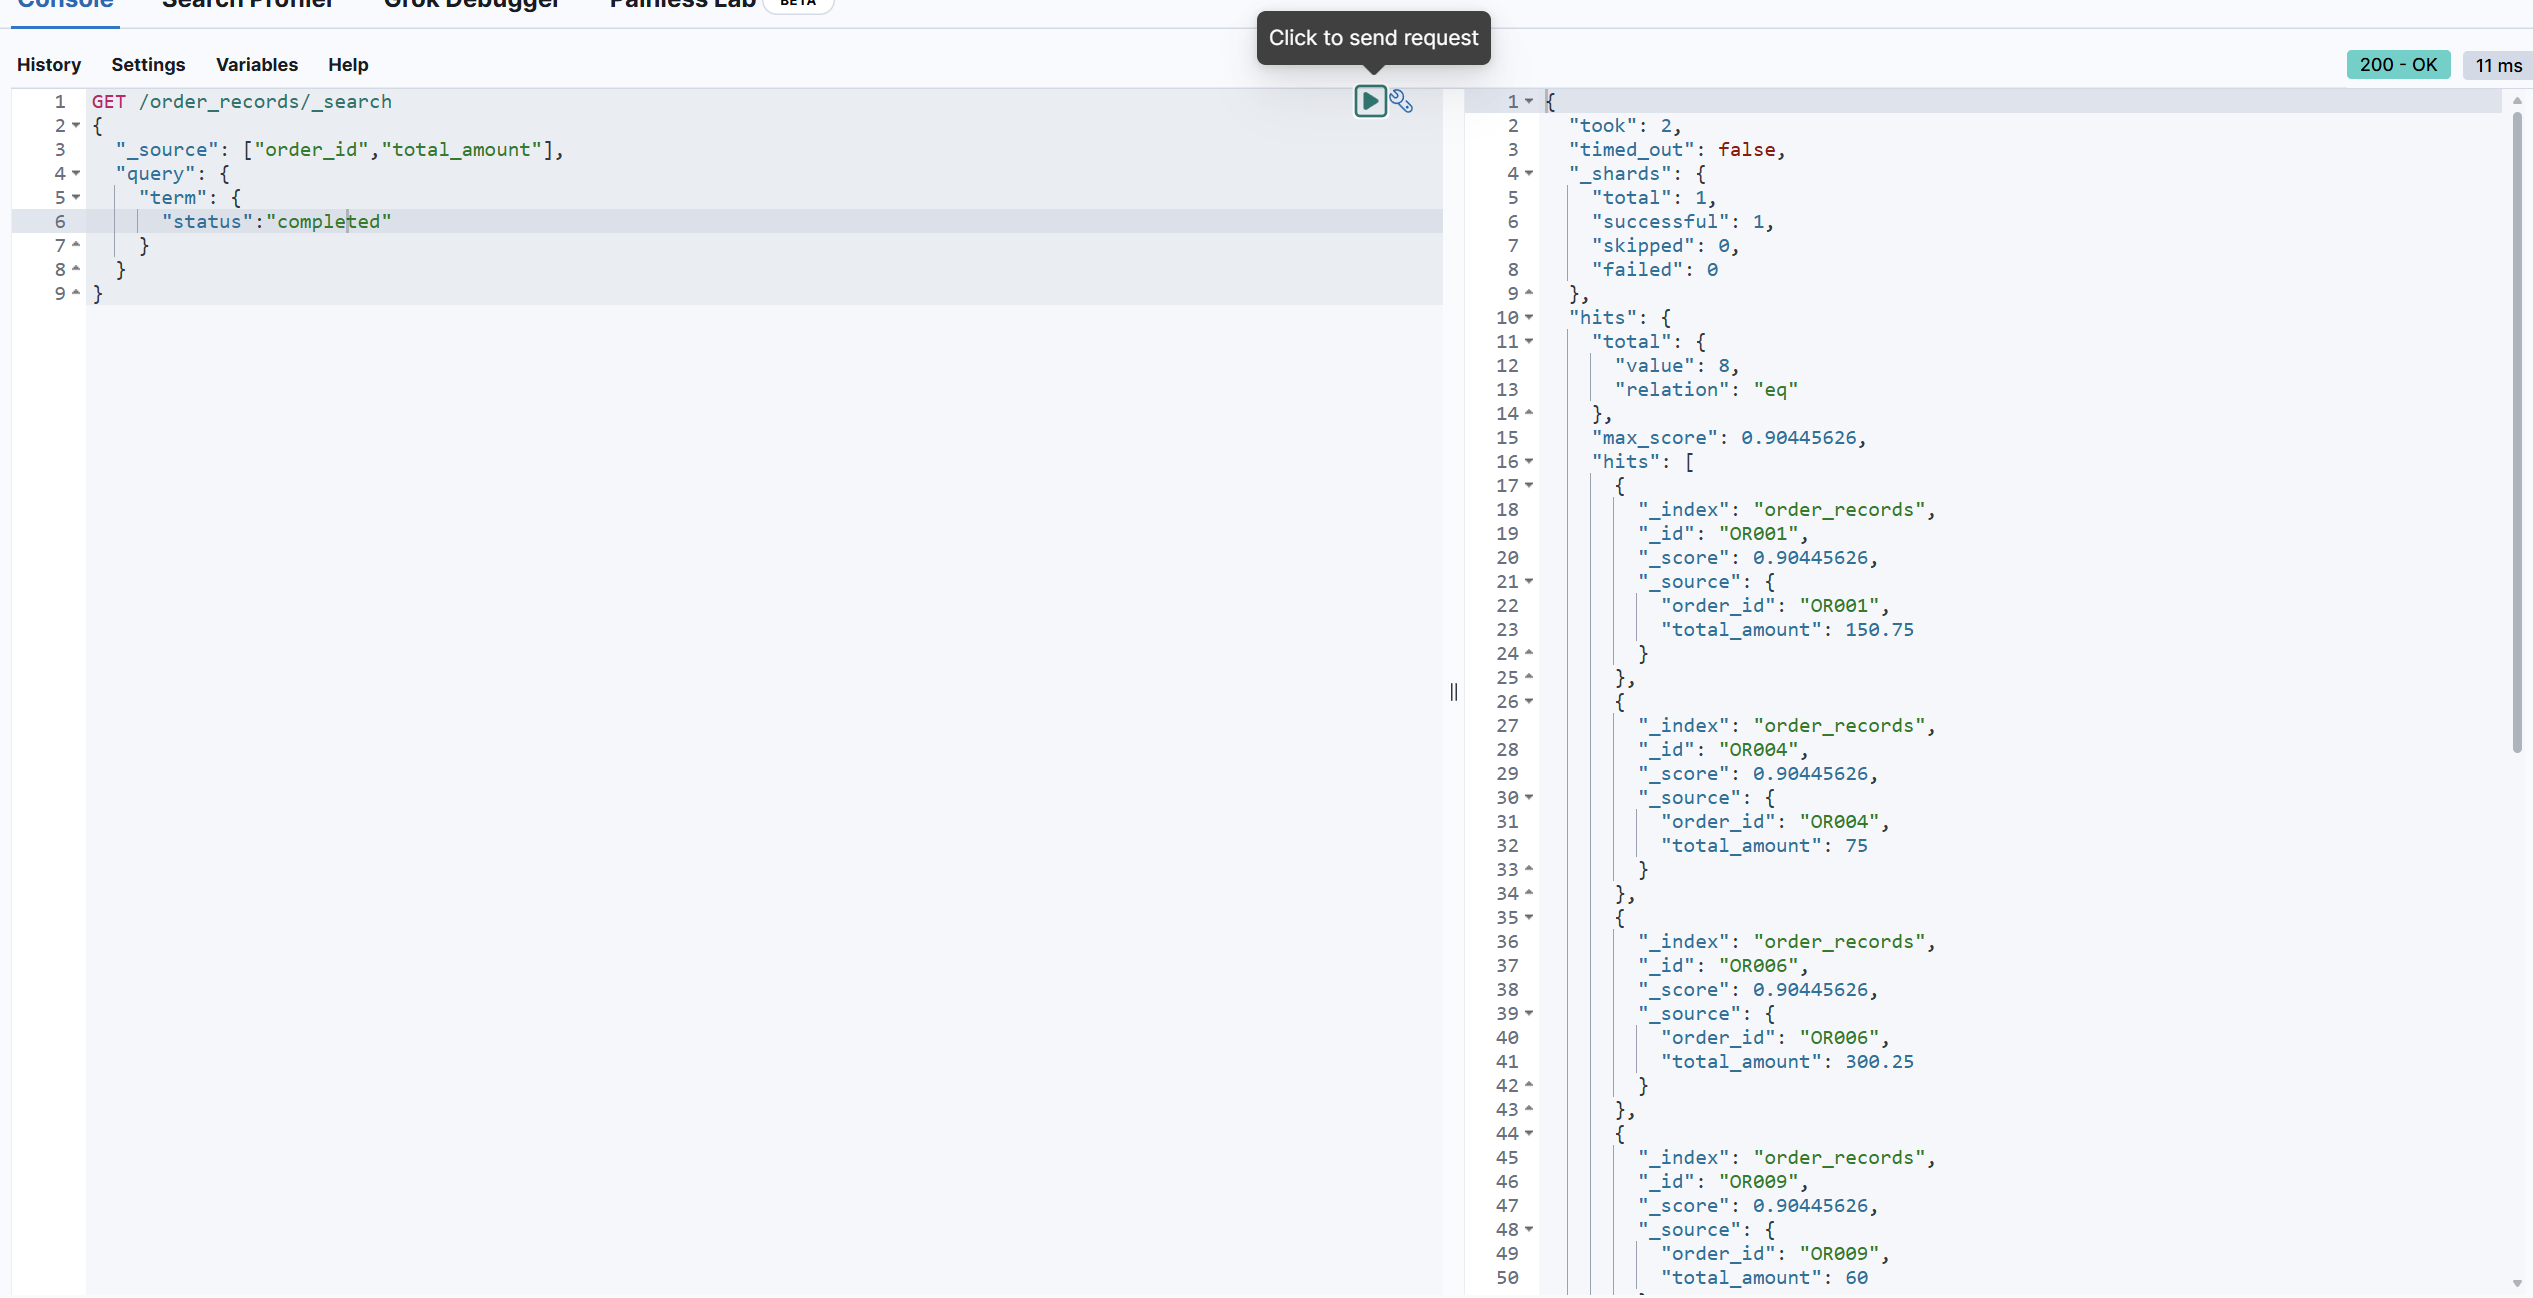 Console Search Profiler Grok Debugger Painless Lab BETA
Click to send request
History Settings Variables Help
200 - OK 11 ms
1 GET /order_records/_search
2 {
3 "_source": ["order_id","total_amount"],
4 "query": {
5 "term": {
6 "status":"completed"
7 }
8 }
9 }
1 {
2 "took": 2,
3 "timed_out": false,
4 "_shards": {
5 "total": 1,
6 "successful": 1,
7 "skipped": 0,
8 "failed": 0
9 },
10 "hits": {
11 "total": {
12 "value": 8,
13 "relation": "eq"
14 },
15 "max_score": 0.90445626,
16 "hits": [
17 {
18 "_index": "order_records",
19 "_id": "OR001",
20 "_score": 0.90445626,
21 "_source": {
22 "order_id": "OR001",
23 "total_amount": 150.75
24 }
25 },
26 {
27 "_index": "order_records",
28 "_id": "OR004",
29 "_score": 0.90445626,
30 "_source": {
31 "order_id": "OR004",
32 "total_amount": 75
33 }
34 },
35 {
36 "_index": "order_records",
37 "_id": "OR006",
38 "_score": 0.90445626,
39 "_source": {
40 "order_id": "OR006",
41 "total_amount": 300.25
42 }
43 },
44 {
45 "_index": "order_records",
46 "_id": "OR009",
47 "_score": 0.90445626,
48 "_source": {
49 "order_id": "OR009",
50 "total_amount": 60